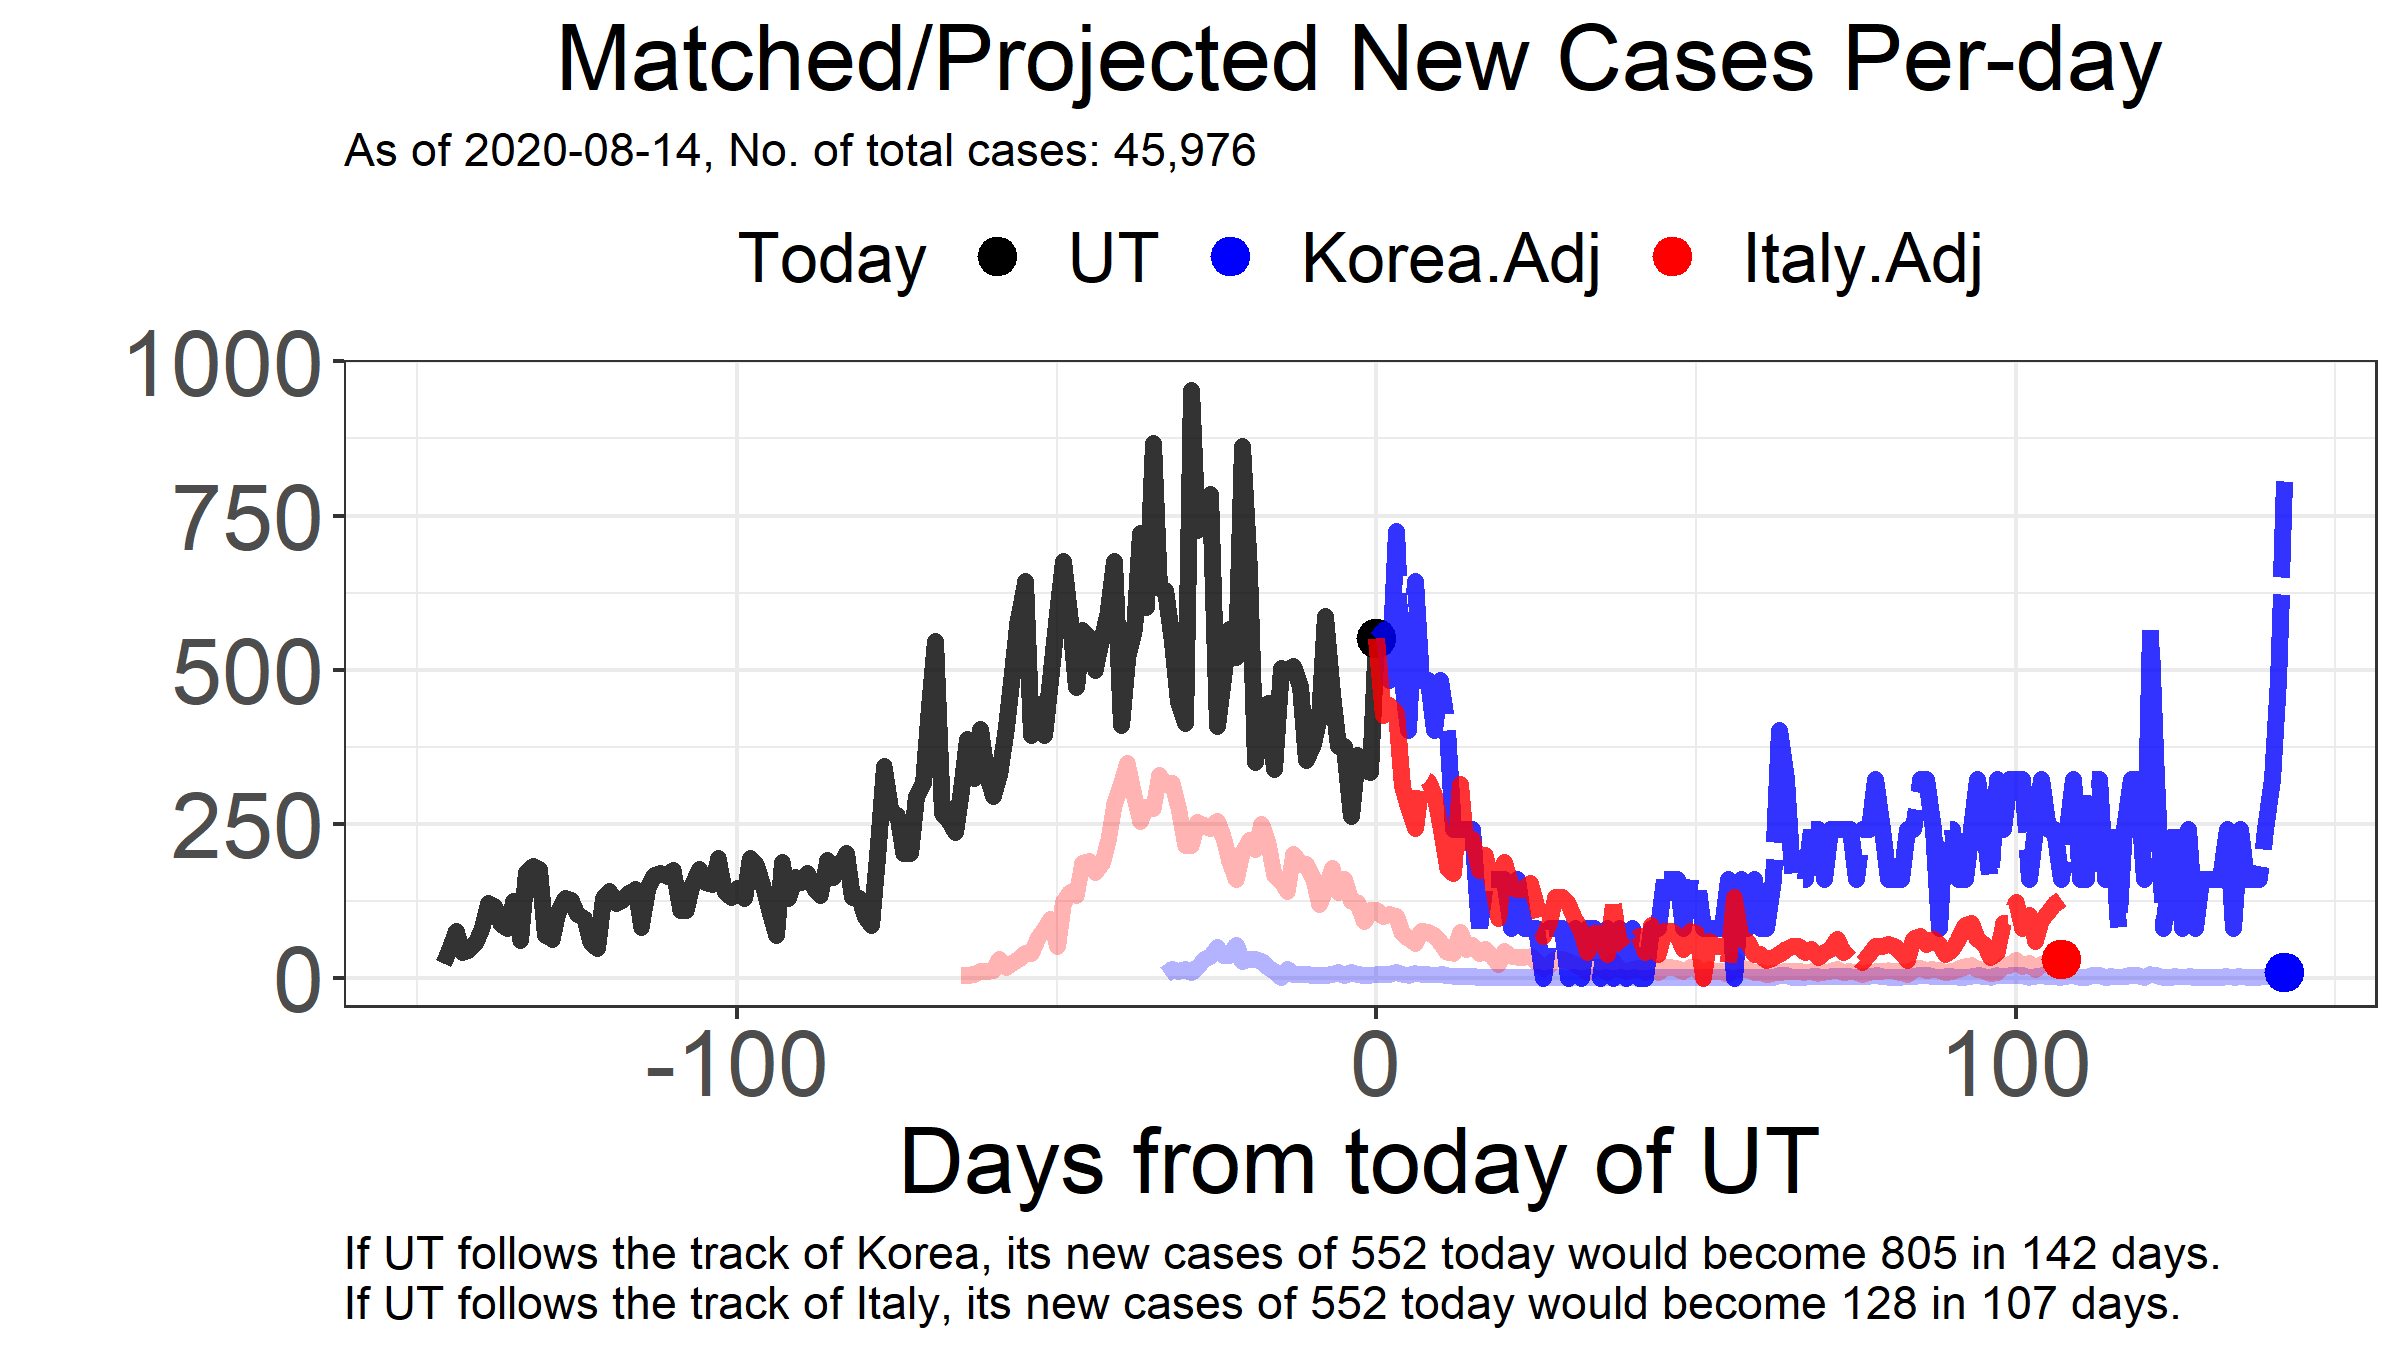 Matched/Projected New Cases Per-day
As of 2020-08-14, No. of total cases: 45,976
Today UT Korea.Adj Italy.Adj
1000
750
500
250
0
-100 0 100
Days from today of UT
If UT follows the track of Korea, its new cases of 552 today would become 805 in 142 days.
If UT follows the track of Italy, its new cases of 552 today would become 128 in 107 days.